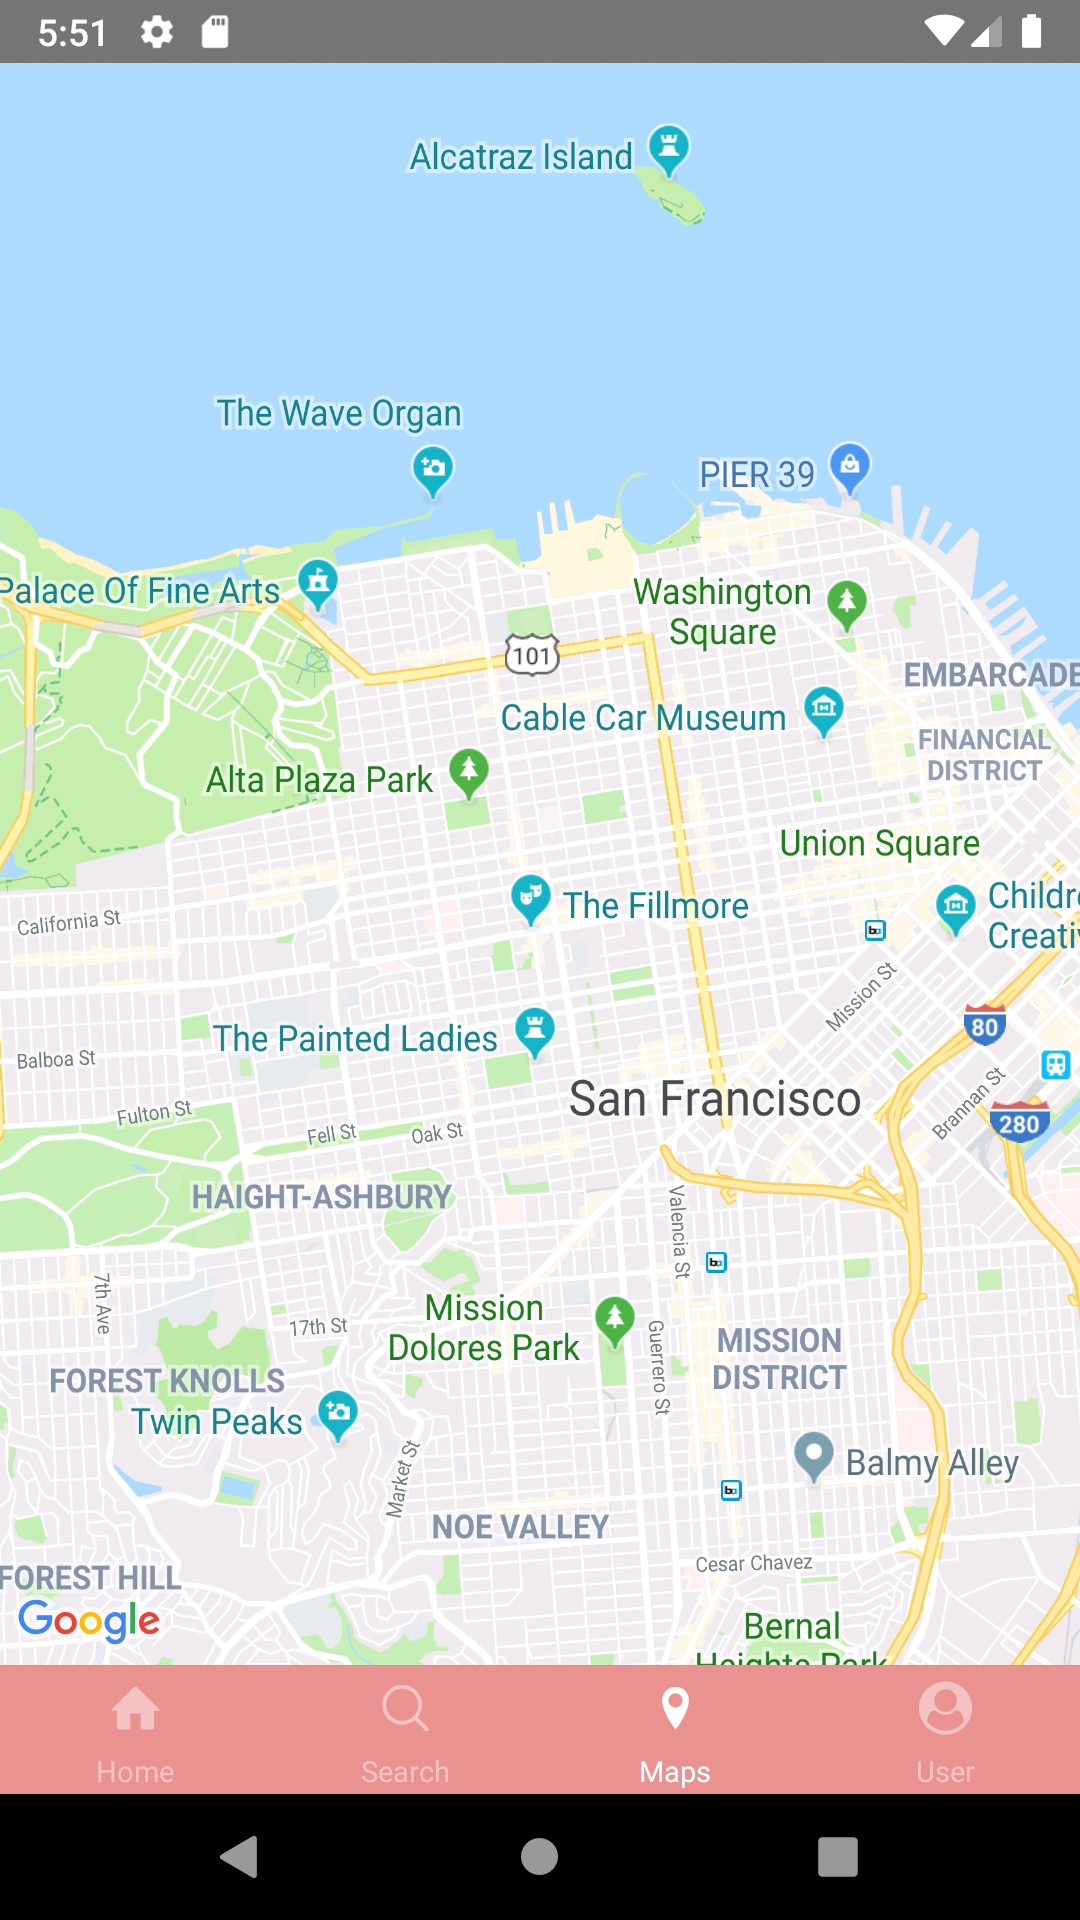 5:51
Alcatraz Island
The Wave Organ
PIER 39
Palace Of Fine Arts
Washington
Square
101
EMBARCADE
Cable Car Museum
FINANCIAL
DISTRICT
Alta Plaza Park
Union Square
The Fillmore
Childre
Creativ
California St
Mission St
80
The Painted Ladies
Balboa St
San Francisco
Brannan St
280
Fulton St
Fell St
Oak St
HAIGHT-ASHBURY
Valencia St
7th Ave
17th St
Mission
Dolores Park
Guerrero St
MISSION
DISTRICT
FOREST KNOLLS
Twin Peaks
Market St
Balmy Alley
NOE VALLEY
Cesar Chavez
FOREST HILL
Google
Bernal
Heights Park
Home
Search
Maps
User